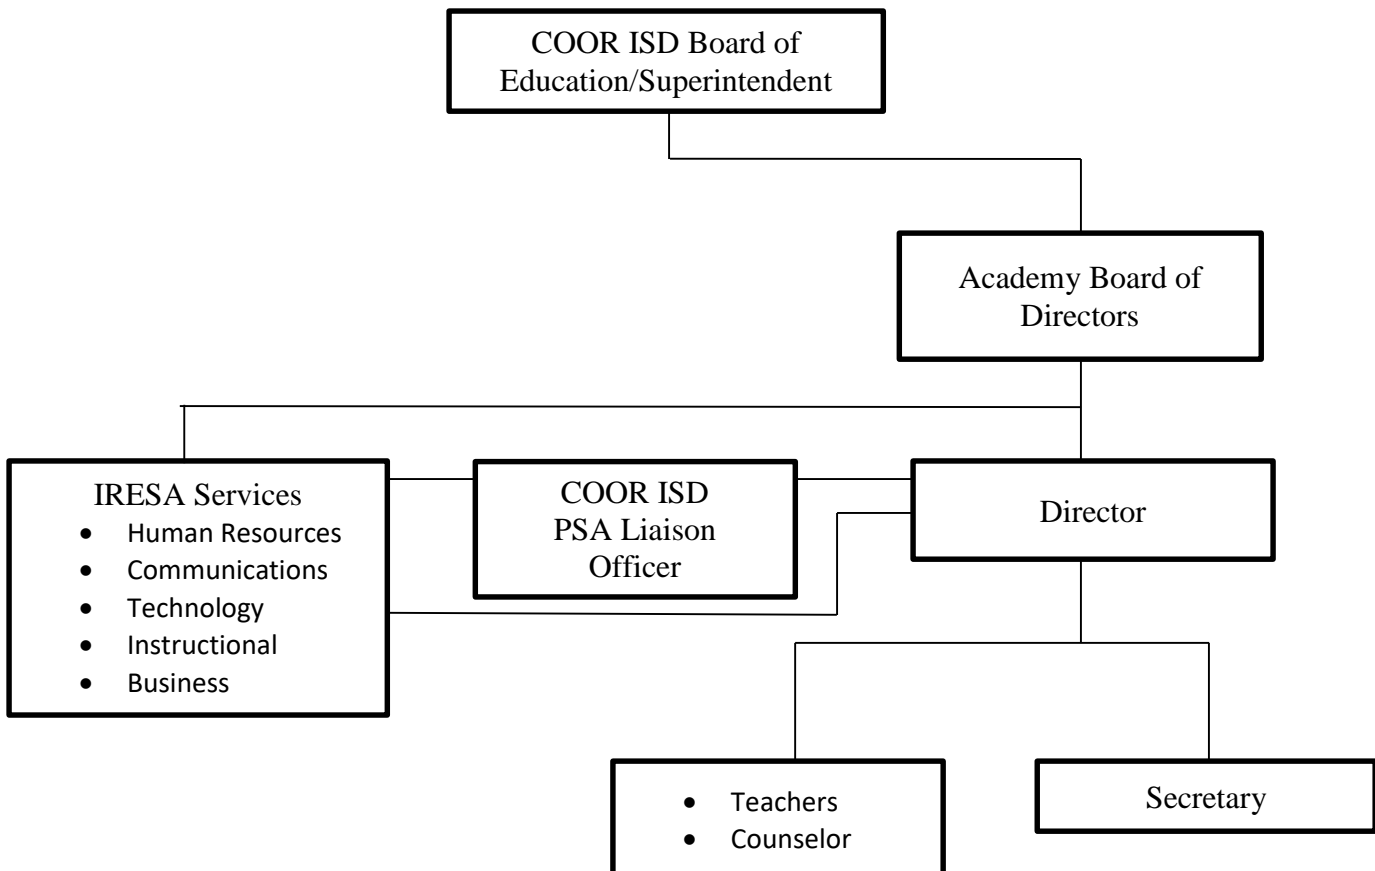 COOR ISD Board of
Education/Superintendent
Academy Board of
Directors
IRESA Services
• Human Resources
• Communications
• Technology
• Instructional
• Business
COOR ISD
PSA Liaison
Officer
Director
• Teachers
• Counselor
Secretary